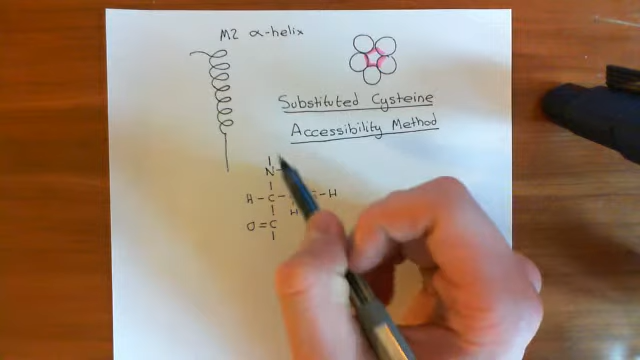 M2 α-helix
Substituted Cysteine
Accessibility Method
N
H-C- -H
H
O=C